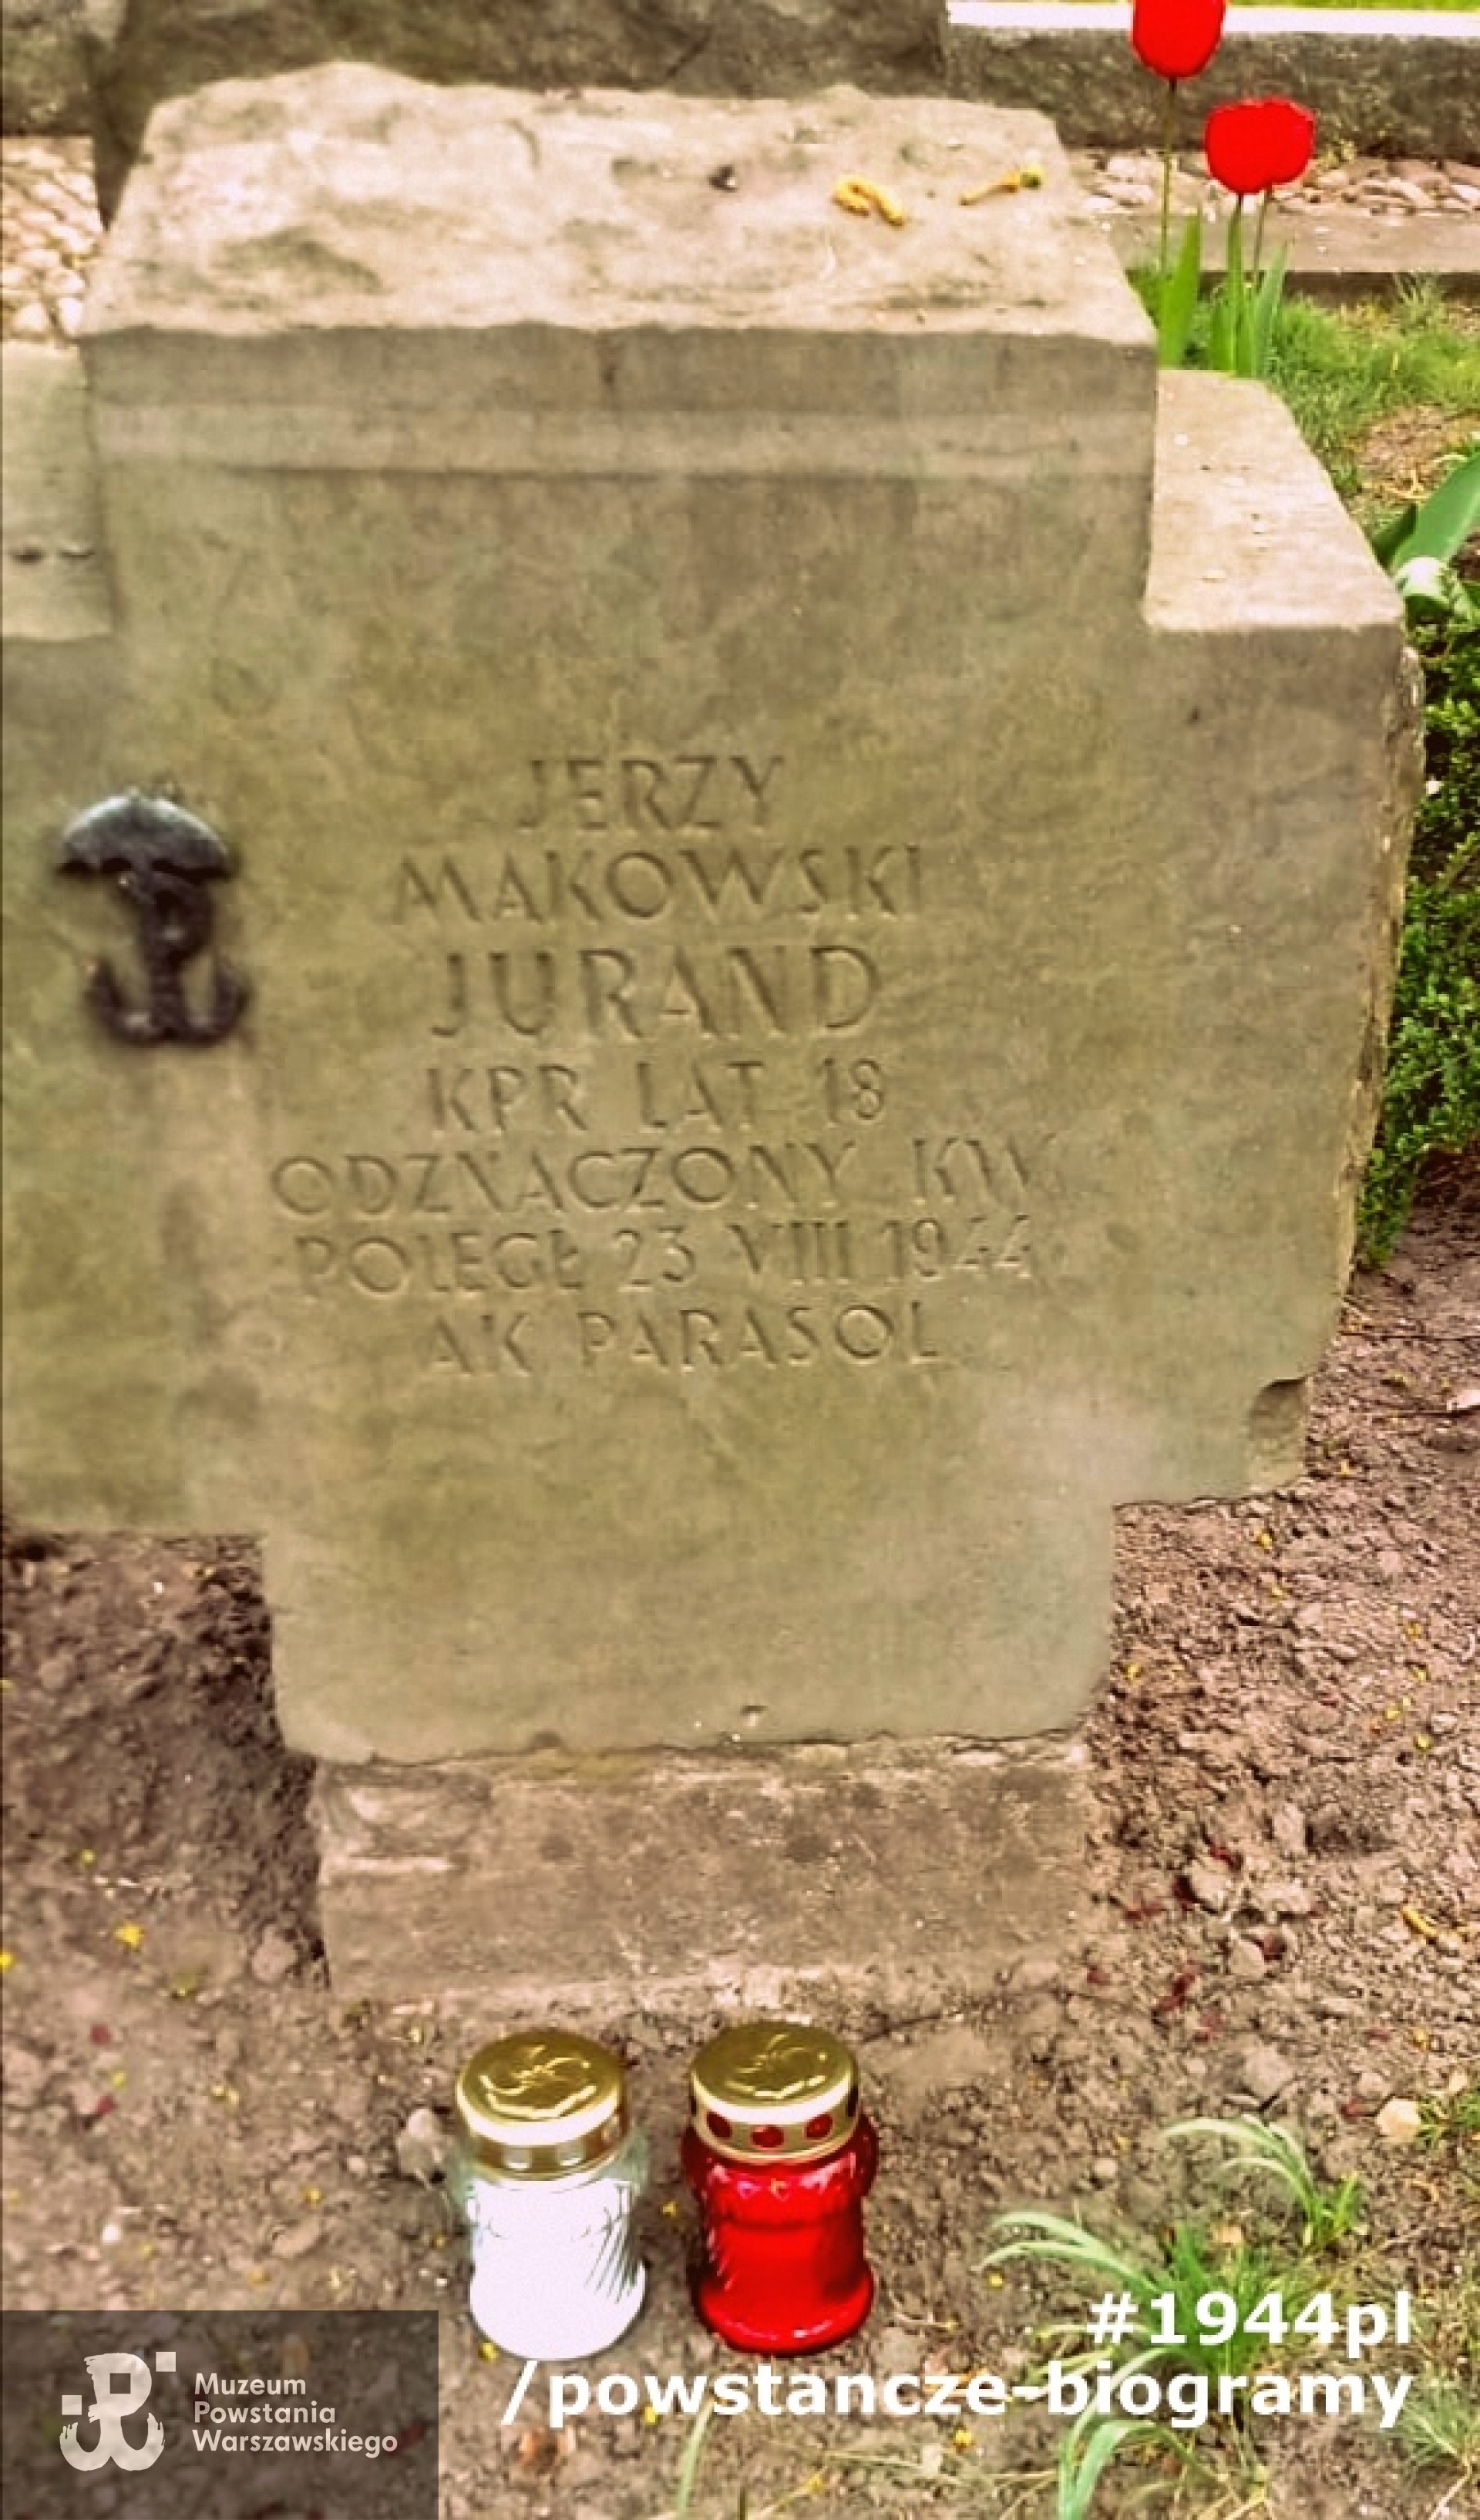 JERZY
MAKOWSKI
JURAND
KPR LAT 18
ODZNACZONY KW
POLEGŁ 23 VIII 1944
AK PARASOL
#1944pl
/powstancze-biogramy
Muzeum
Powstania
Warszawskiego